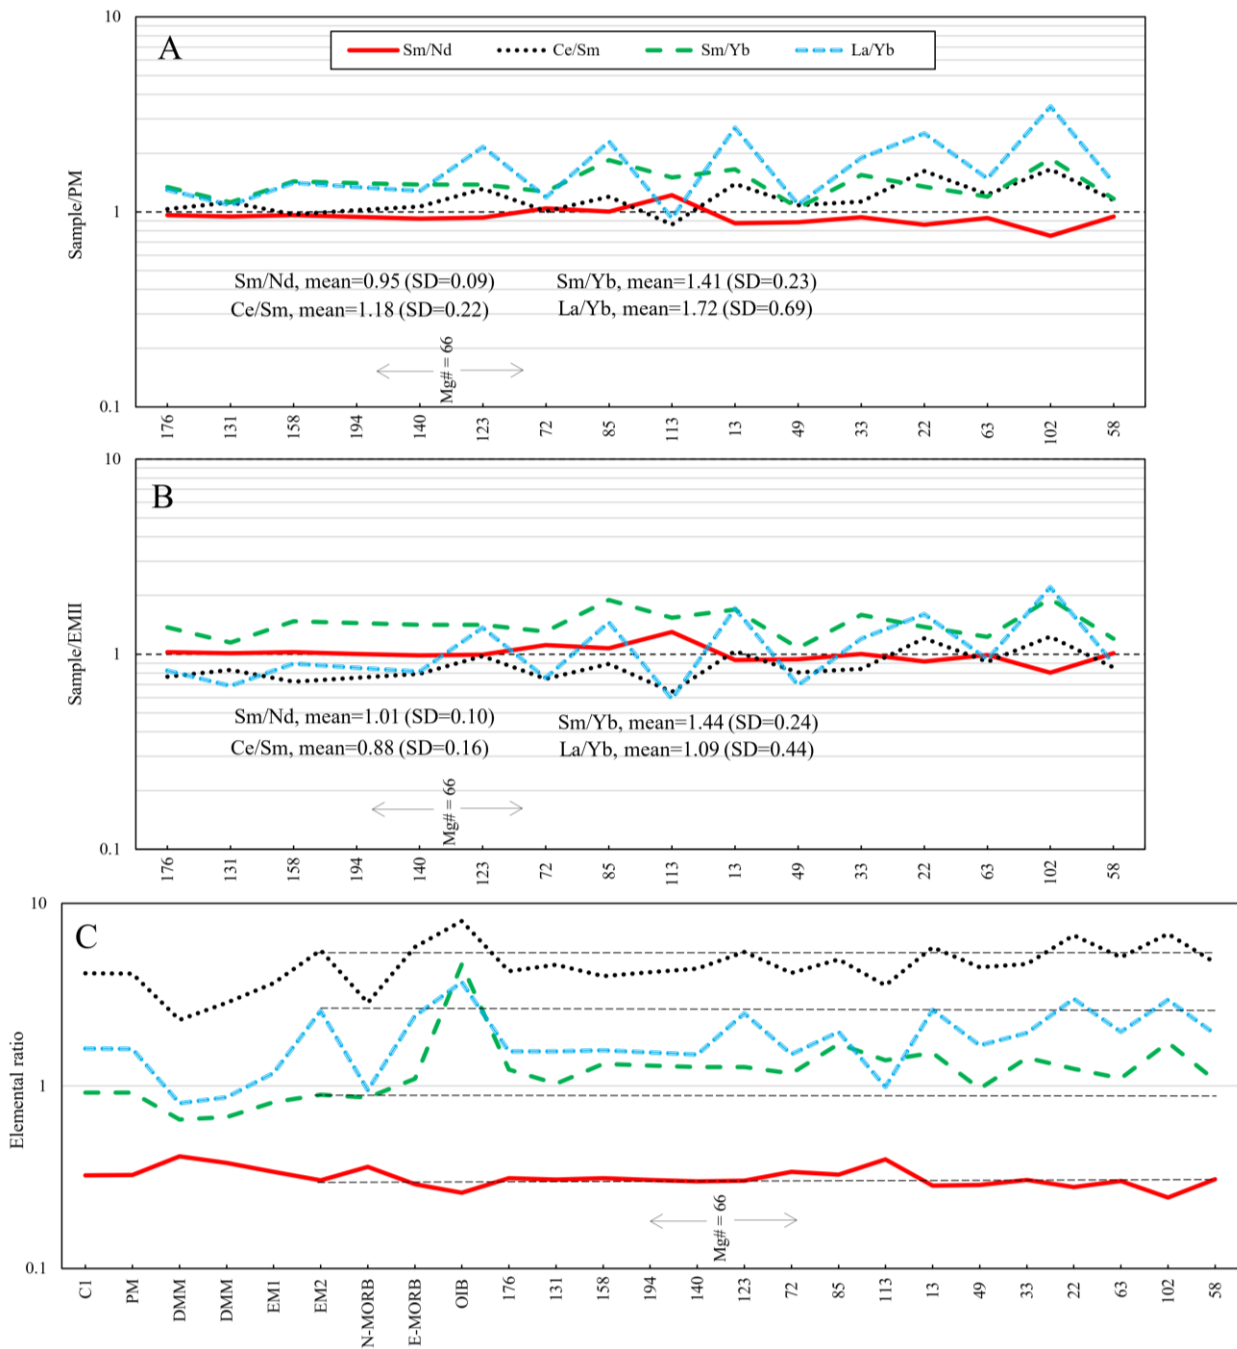 10
A
Sm/Nd Ce/Sm Sm/Yb La/Yb
Sample/PM
1
Sm/Nd, mean=0.95 (SD=0.09) Sm/Yb, mean=1.41 (SD=0.23)
Ce/Sm, mean=1.18 (SD=0.22) La/Yb, mean=1.72 (SD=0.69)
Mg# = 66
0.1
176 131 158 194 140 123 72 85 113 13 49 33 22 63 102 58
10
B
Sample/EMII
1
Sm/Nd, mean=1.01 (SD=0.10) Sm/Yb, mean=1.44 (SD=0.24)
Ce/Sm, mean=0.88 (SD=0.16) La/Yb, mean=1.09 (SD=0.44)
Mg# = 66
0.1
176 131 158 194 140 123 72 85 113 13 49 33 22 63 102 58
10
C
Elemental ratio
1
Mg# = 66
0.1
C1 PM DMM DMM EM1 EM2 N-MORB E-MORB OIB 176 131 158 194 140 123 72 85 113 13 49 33 22 63 102 58